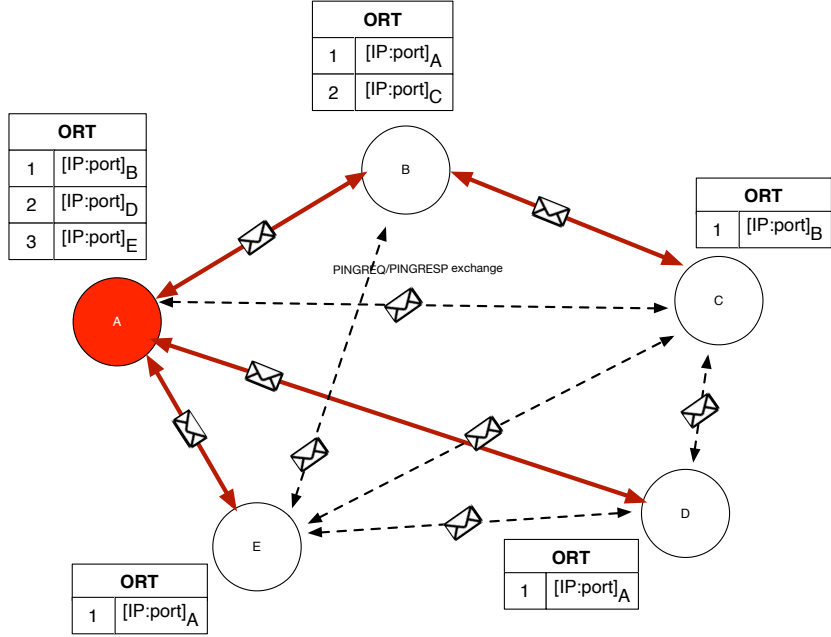 ORT
1 [IP:port]A
2 [IP:port]C
ORT
1 [IP:port]B
2 [IP:port]D
3 [IP:port]E
B
ORT
1 [IP:port]B
PINGREQ/PINGRESP exchange
A
C
E
D
ORT
1 [IP:port]A
ORT
1 [IP:port]A